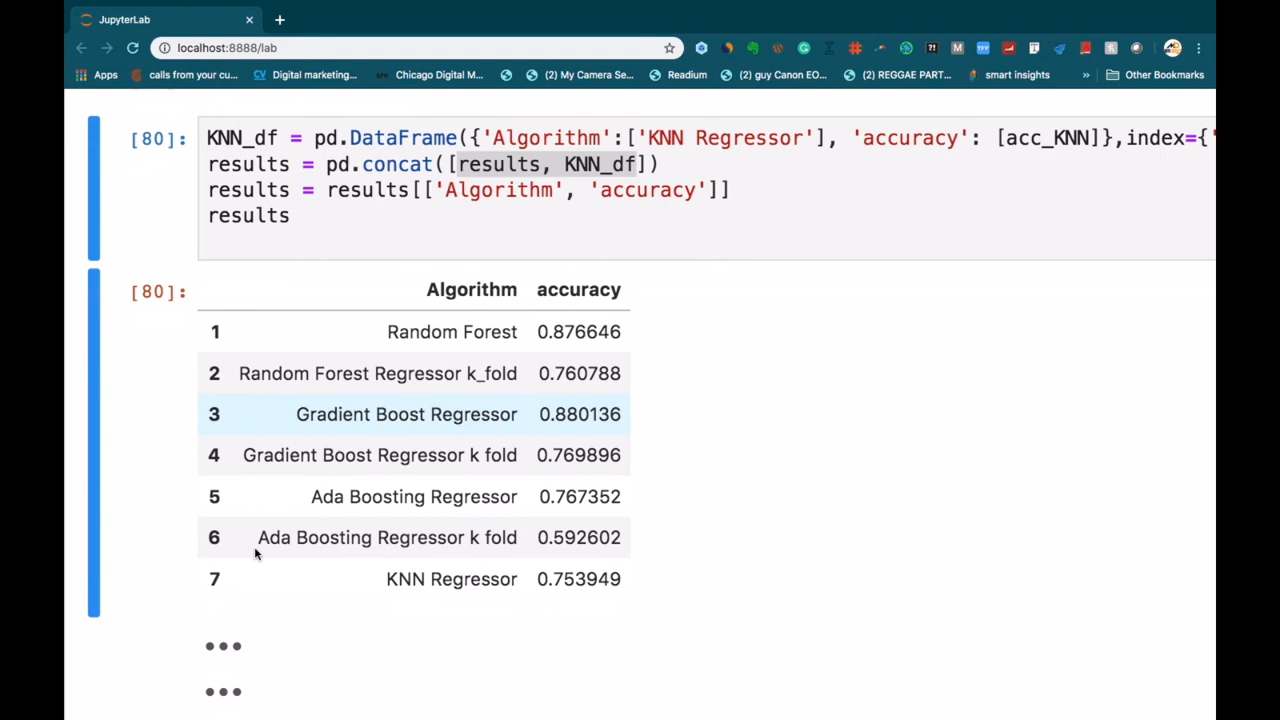 JupyterLab
localhost:8888/lab
Apps calls from your cu... Digital marketing... Chicago Digital M... (2) My Camera Se... Readium (2) guy Canon EO... (2) REGGAE PART... smart insights » Other Bookmarks
[80]: KNN_df = pd.DataFrame({'Algorithm':['KNN Regressor'], 'accuracy': [acc_KNN]},index={'
results = pd.concat([results, KNN_df])
results = results[['Algorithm', 'accuracy']]
results
[80]: Algorithm accuracy
1 Random Forest 0.876646
2 Random Forest Regressor k_fold 0.760788
3 Gradient Boost Regressor 0.880136
4 Gradient Boost Regressor k fold 0.769896
5 Ada Boosting Regressor 0.767352
6 Ada Boosting Regressor k fold 0.592602
7 KNN Regressor 0.753949